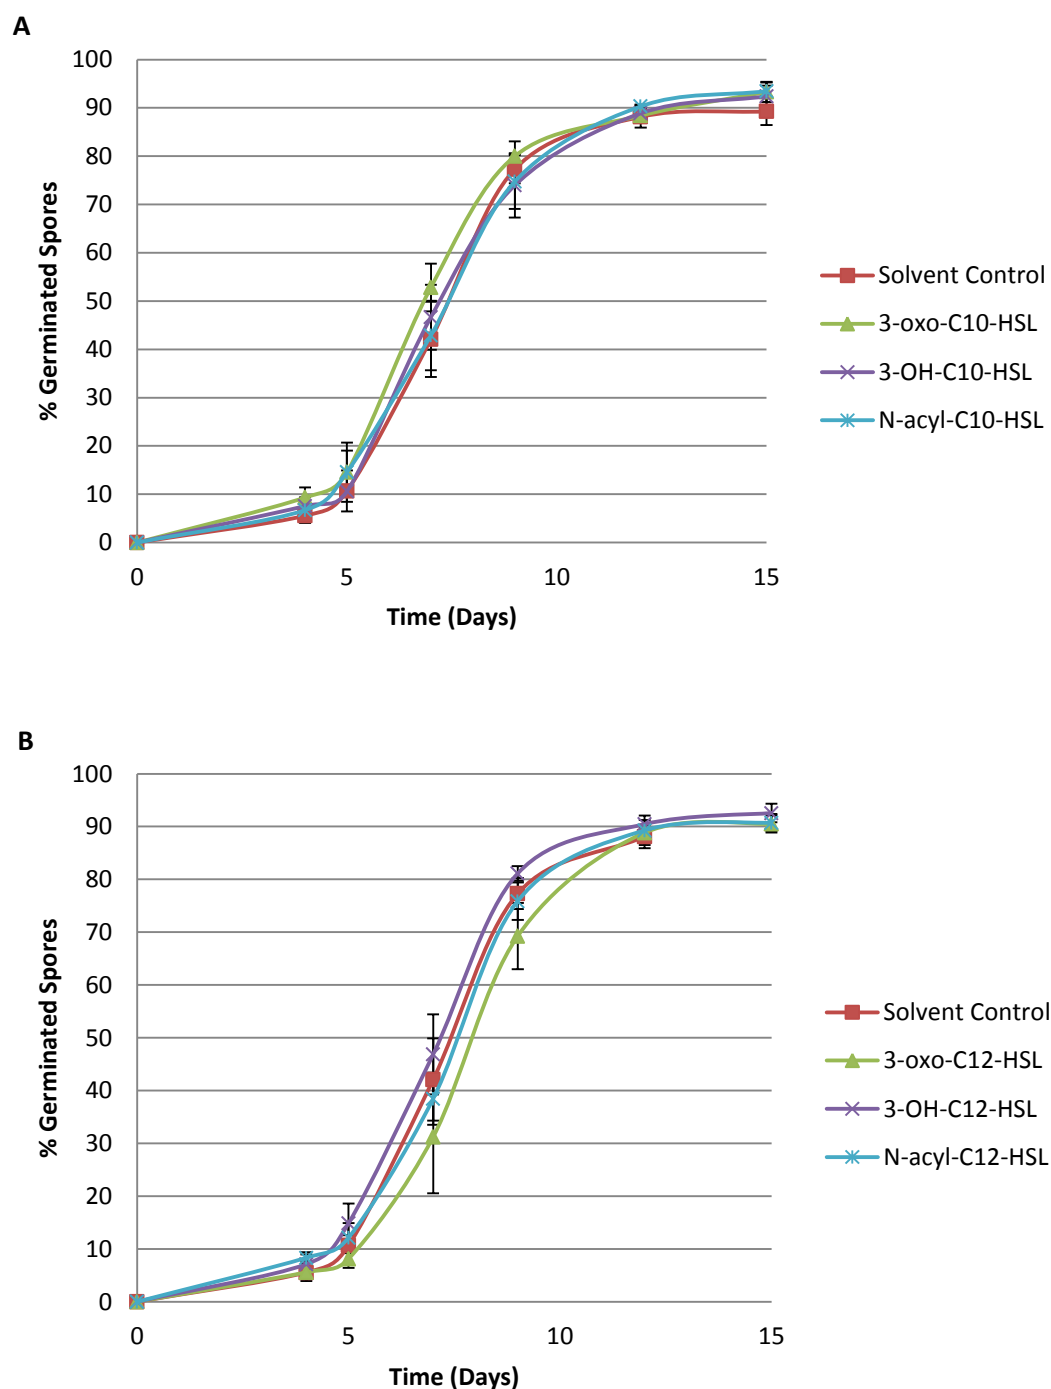 A
100
90
80
70
60
50
40
30
20
10
0
% Germinated Spores
0 5 10 15
Time (Days)
Solvent Control
3-oxo-C10-HSL
3-OH-C10-HSL
N-acyl-C10-HSL
B
100
90
80
70
60
50
40
30
20
10
0
% Germinated Spores
0 5 10 15
Time (Days)
Solvent Control
3-oxo-C12-HSL
3-OH-C12-HSL
N-acyl-C12-HSL